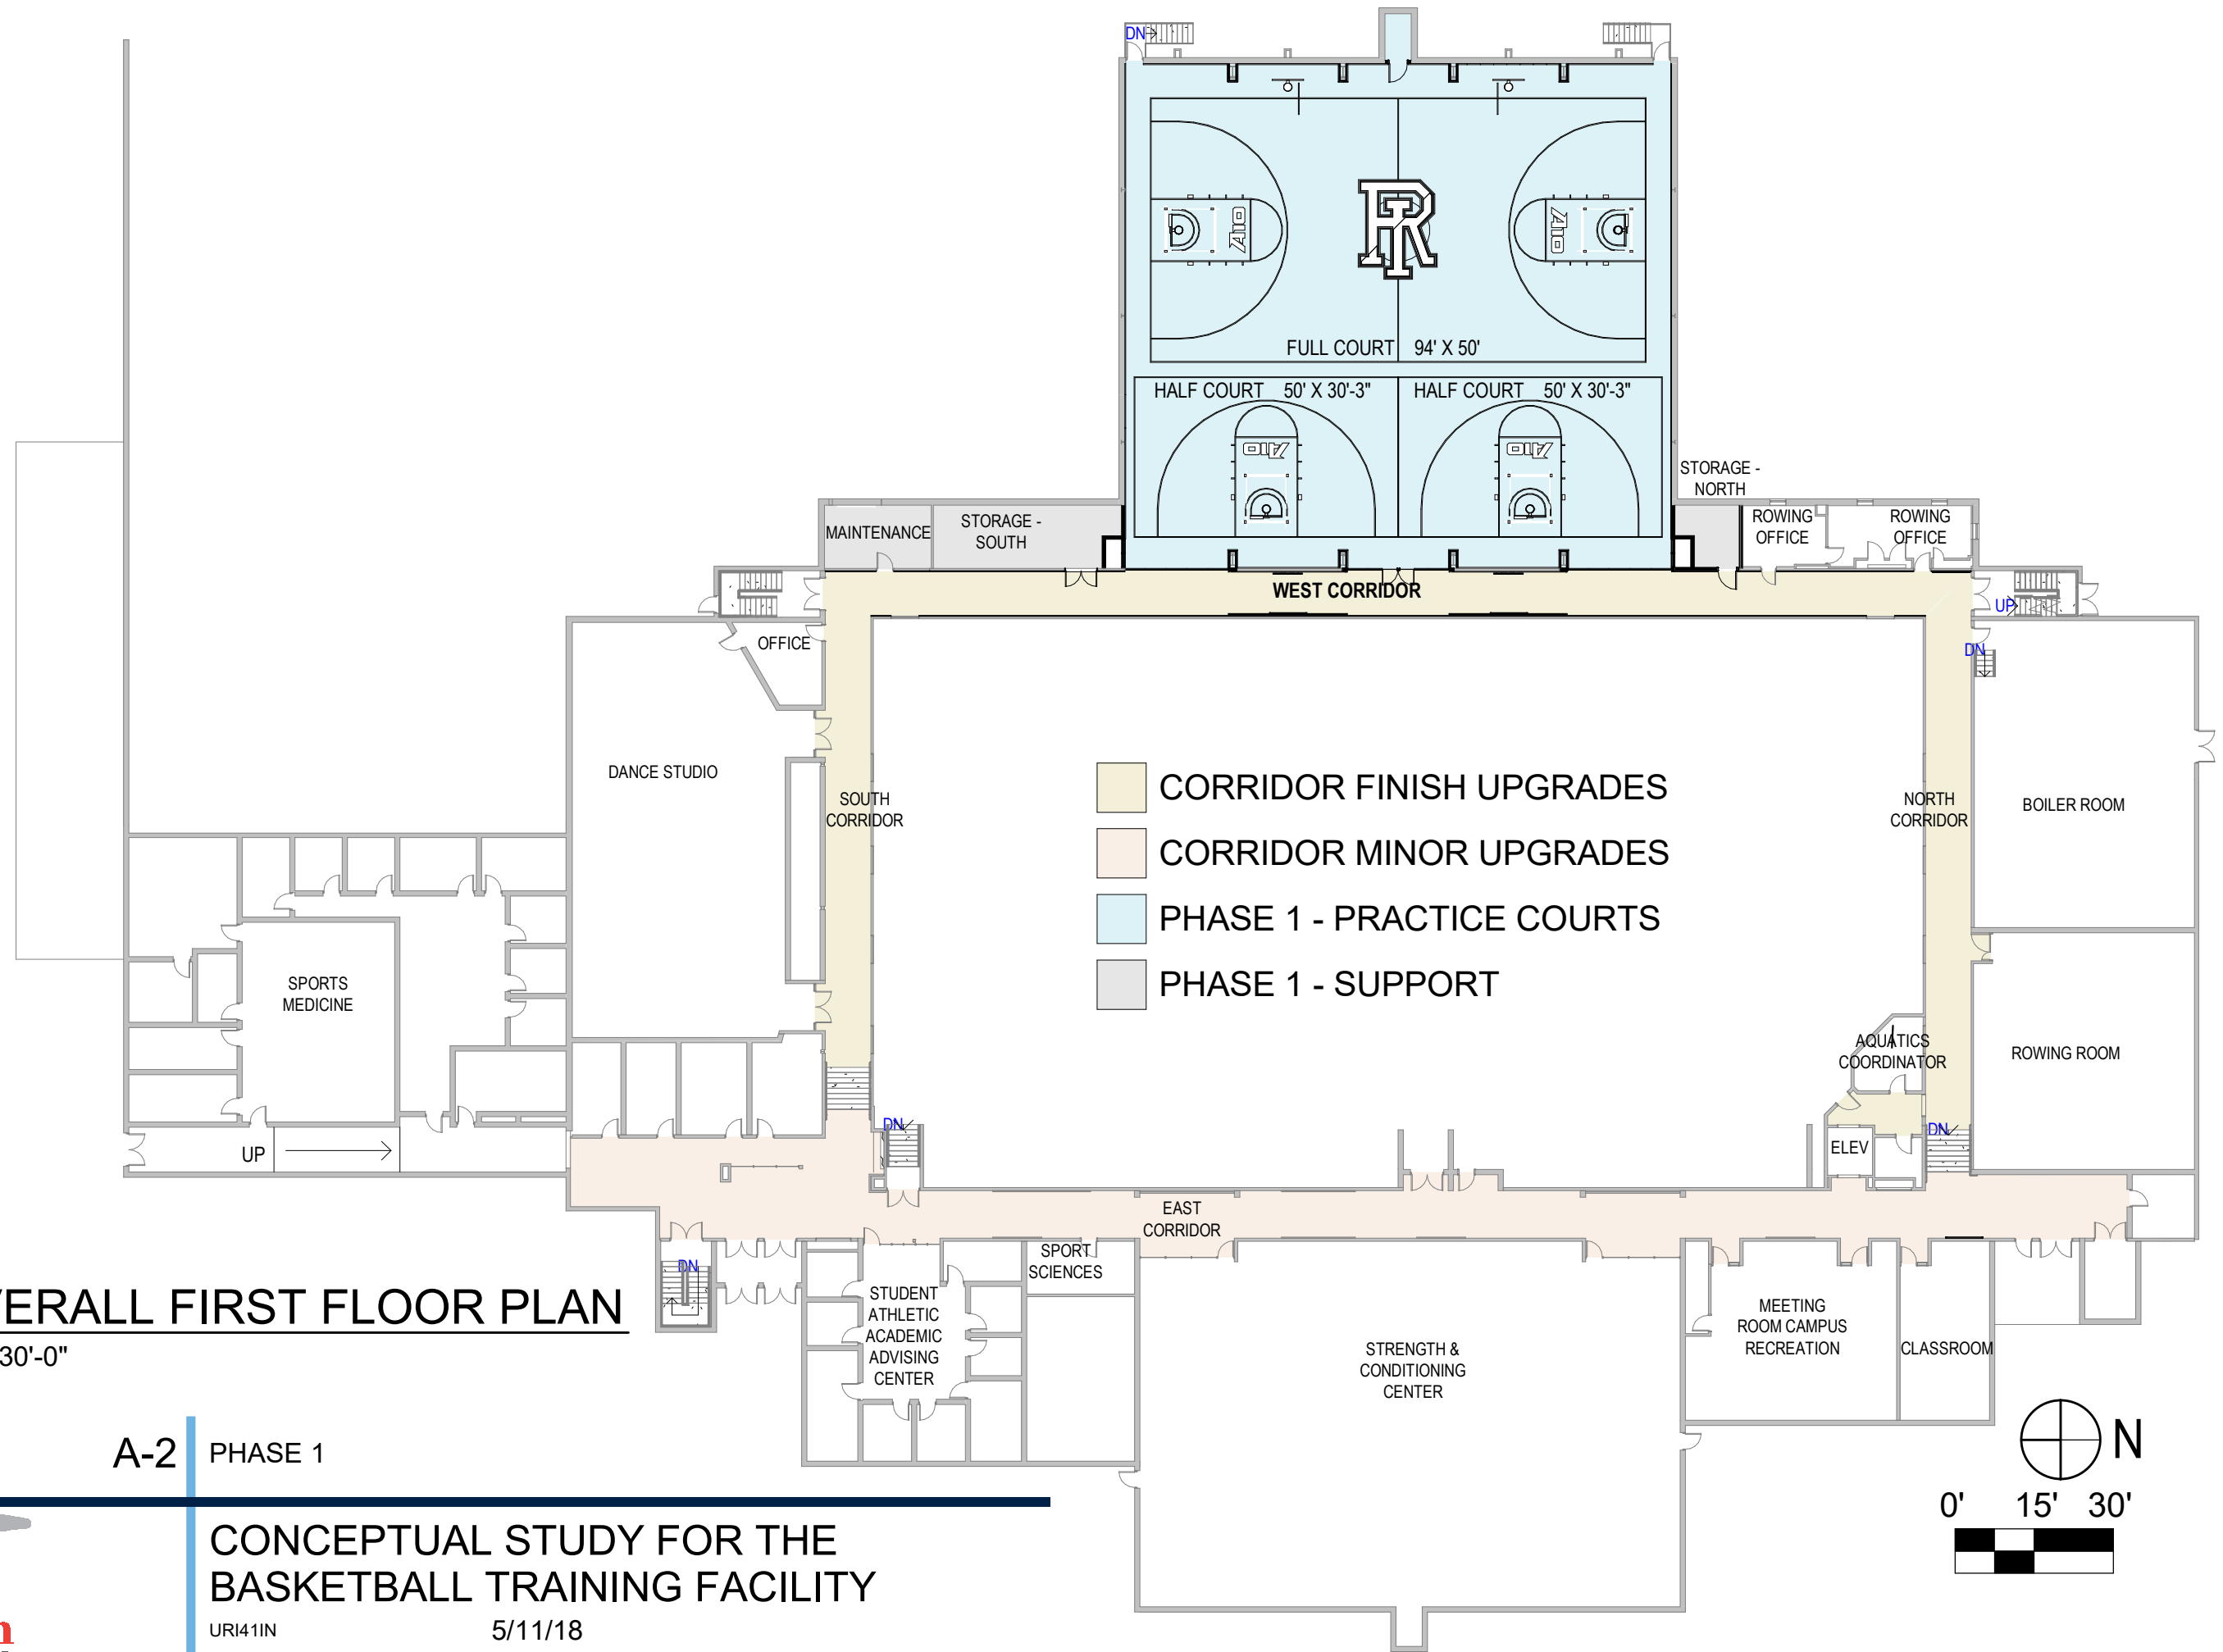 DN
A10
A10
FULL COURT 94' X 50'
HALF COURT 50' X 30'-3"
HALF COURT 50' X 30'-3"
A10
A10
STORAGE -
NORTH
MAINTENANCE
STORAGE -
SOUTH
ROWING
OFFICE
ROWING
OFFICE
WEST CORRIDOR
UP
OFFICE
DN
DANCE STUDIO
SOUTH
CORRIDOR
CORRIDOR FINISH UPGRADES
CORRIDOR MINOR UPGRADES
PHASE 1 - PRACTICE COURTS
PHASE 1 - SUPPORT
NORTH
CORRIDOR
BOILER ROOM
SPORTS
MEDICINE
AQUATICS
COORDINATOR
ROWING ROOM
UP
DN
ELEV
DN
EAST
CORRIDOR
DN
SPORT
SCIENCES
STUDENT
ATHLETIC
ACADEMIC
ADVISING
CENTER
STRENGTH &
CONDITIONING
CENTER
MEETING
ROOM CAMPUS
RECREATION
CLASSROOM
ERALL FIRST FLOOR PLAN
30'-0"
N
0' 15' 30'
A-2
PHASE 1
CONCEPTUAL STUDY FOR THE
BASKETBALL TRAINING FACILITY
URI41IN 5/11/18